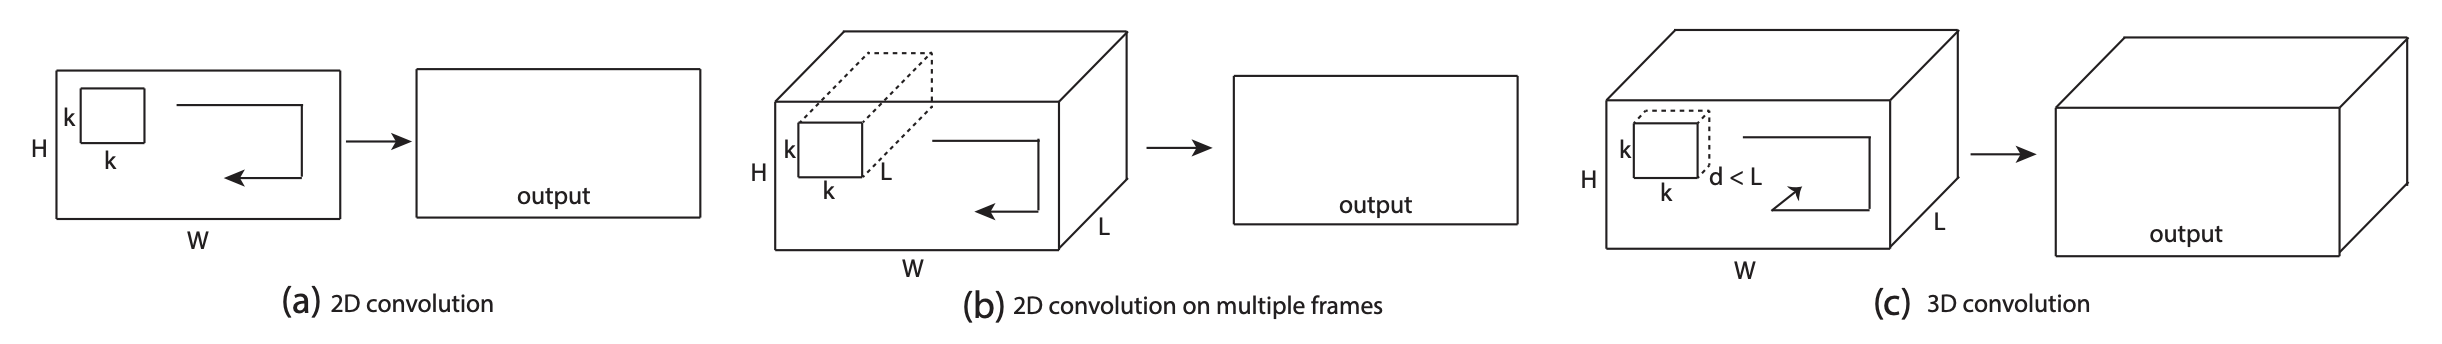 k
H
k
W
output
(a) 2D convolution
k
H
k
L
L
W
output
(b) 2D convolution on multiple frames
k
H
k
d < L
L
W
output
(c) 3D convolution